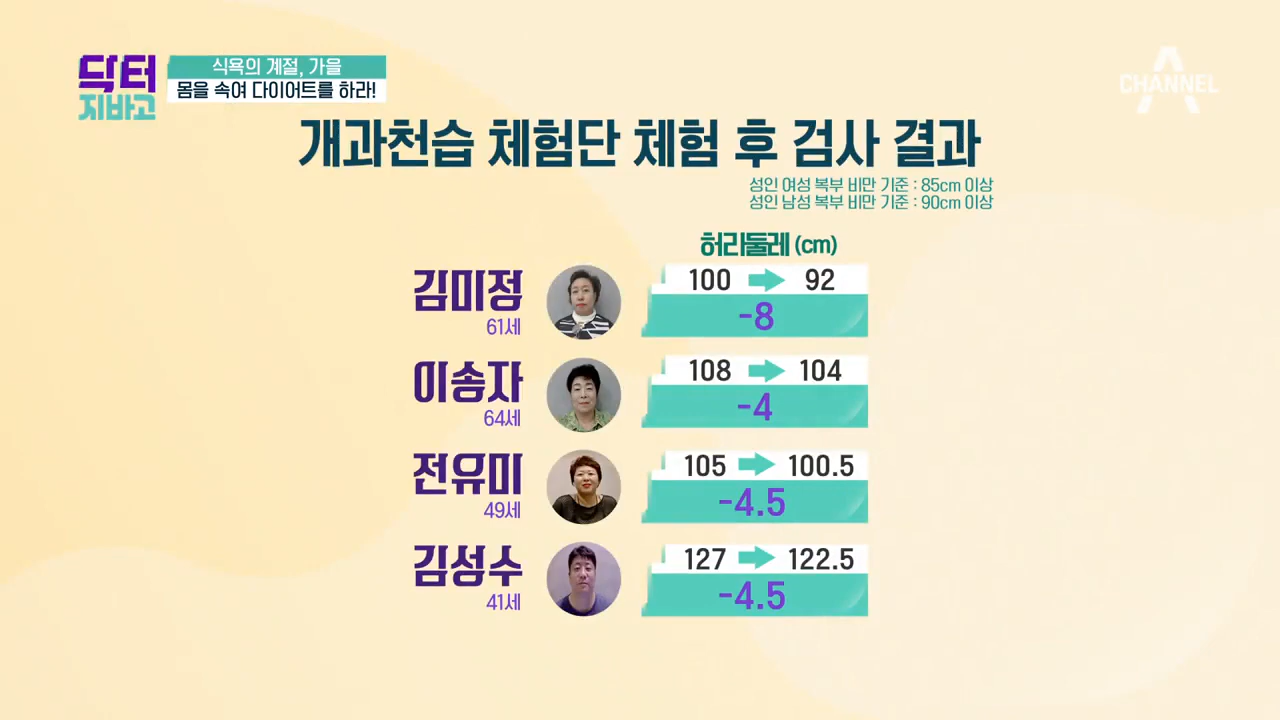 닥터
지바고
식욕의 계절, 가을
몸을 속여 다이어트를 하라!
CHANNEL A
개과천습 체험단 체험 후 검사 결과
성인 여성 복부 비만 기준 : 85cm 이상
성인 남성 복부 비만 기준 : 90cm 이상
허리둘레 (cm)
김미정
61세
100 → 92
-8
이송자
64세
108 → 104
-4
전유미
49세
105 → 100.5
-4.5
김성수
41세
127 → 122.5
-4.5